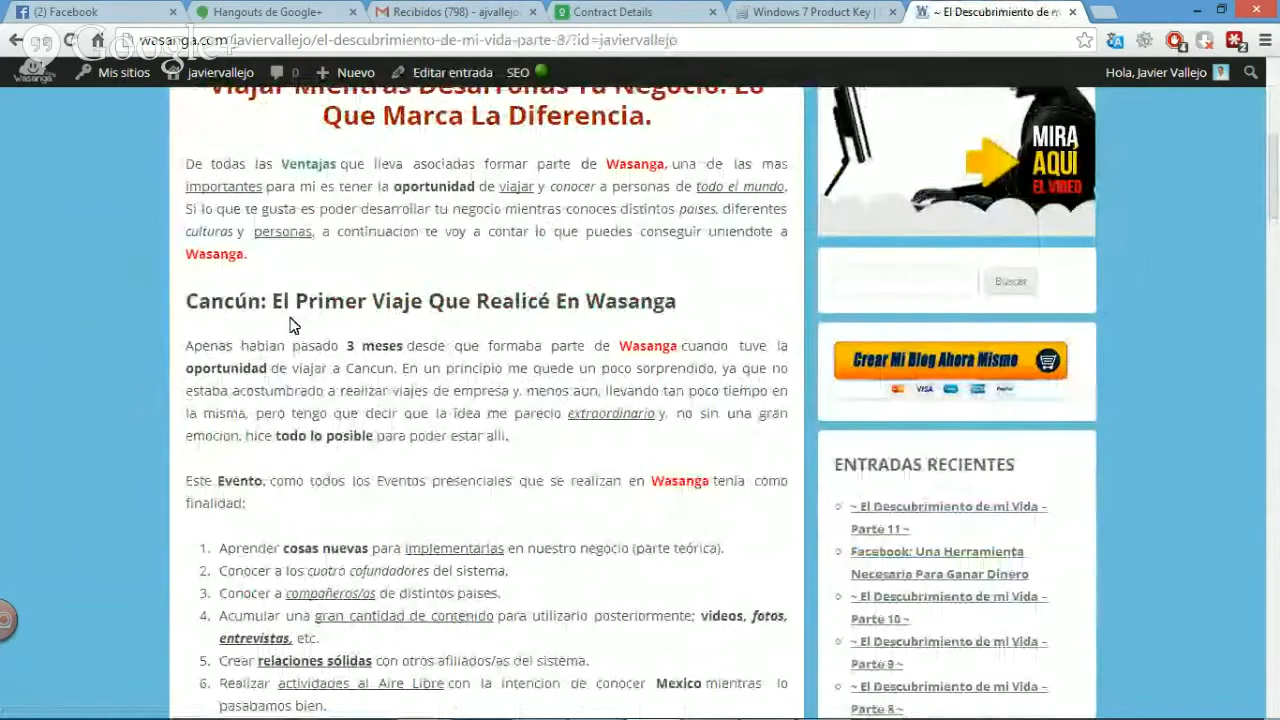 Facebook
Hangouts de Google+
Recibidos (798) - ajvallejo
Contract Details
Windows 7 Product Key |
~ El Descubrimiento de m
wasanga.com/javiervallejo/el-descubrimiento-de-mi-vida-parte-8/?id=javiervallejo
Google+
wasanga
Mis sitios
javiervallejo
0
Nuevo
Editar entrada
SEO
Hola, Javier Vallejo
Viajar Mientras Desarrollas Tu Negocio: Lo
Que Marca La Diferencia.
De todas las Ventajas que lleva asociadas formar parte de Wasanga, una de las mas
importantes para mi es tener la oportunidad de viajar y conocer a personas de todo el mundo.
Si lo que te gusta es poder desarrollar tu negocio mientras conoces distintos paises, diferentes
culturas y personas, a continuacion te voy a contar lo que puedes conseguir uniendote a
Wasanga.
Cancún: El Primer Viaje Que Realicé En Wasanga
Apenas habian pasado 3 meses desde que formaba parte de Wasanga cuando tuve la
oportunidad de viajar a Cancun. En un principio me quede un poco sorprendido, ya que no
estaba acostumbrado a realizar viajes de empresa y, menos aun, llevando tan poco tiempo en
la misma, pero tengo que decir que la idea me parecio extraordinario y, no sin una gran
emocion, hice todo lo posible para poder estar alli.
Este Evento, como todos los Eventos presenciales que se realizan en Wasanga tenia como
finalidad:
1. Aprender cosas nuevas para implementarlas en nuestro negocio (parte teórica).
2. Conocer a los cuatro cofundadores del sistema.
3. Conocer a compañeros/as de distintos paises.
4. Acumular una gran cantidad de contenido para utilizarlo posteriormente; videos, fotos,
entrevistas, etc.
5. Crear relaciones sólidas con otros afiliados/as del sistema.
6. Realizar actividades al Aire Libre con la intencion de conocer Mexico mientras lo
pasabamos bien.
MIRA
AQUÍ
EL VIDEO
Buscar
Crear Mi Blog Ahora Mismo
VISA
PayPal
ENTRADAS RECIENTES
~ El Descubrimiento de mi Vida –
Parte 11 ~
Facebook: Una Herramienta
Necesaria Para Ganar Dinero
~ El Descubrimiento de mi Vida –
Parte 10 ~
~ El Descubrimiento de mi Vida –
Parte 9 ~
~ El Descubrimiento de mi Vida –
Parte 8 ~